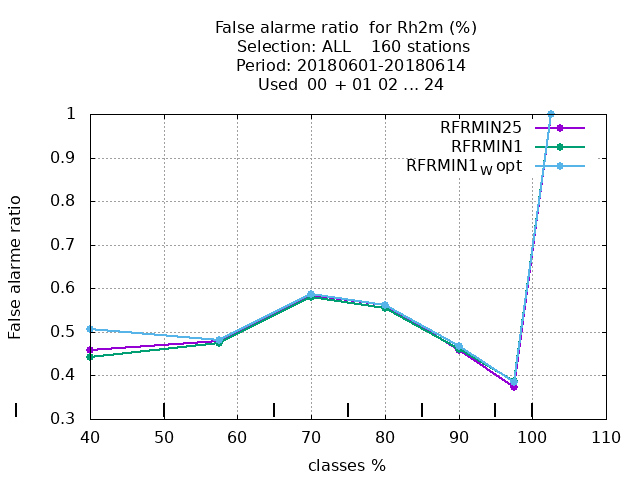 False alarme ratio  for Rh2m (%)
Selection: ALL    160 stations
Period: 20180601-20180614
Used  00  + 01 02 ... 24
RFRMIN25
RFRMIN1
RFRMIN1W opt
False alarme ratio
1
0.9
0.8
0.7
0.6
0.5
0.4
0.3
40 50 60 70 80 90 100 110
classes %